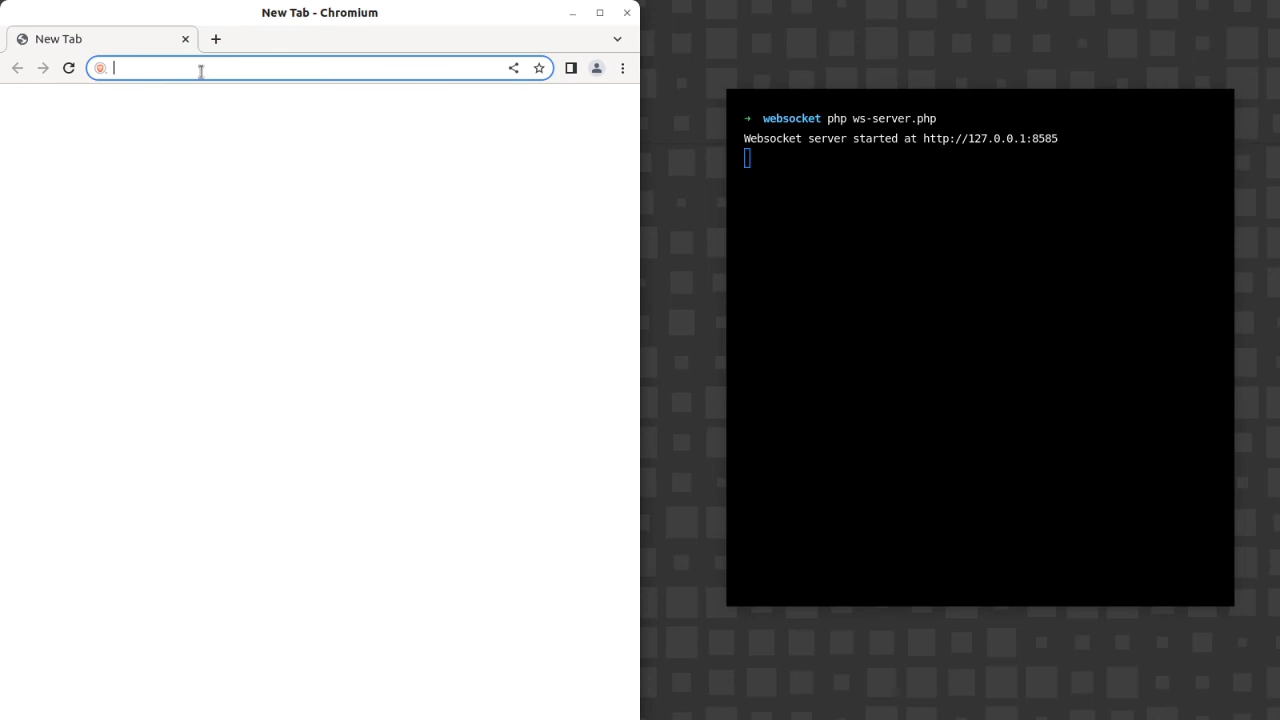 New Tab - Chromium
New Tab
➜ websocket php ws-server.php
Websocket server started at http://127.0.0.1:8585